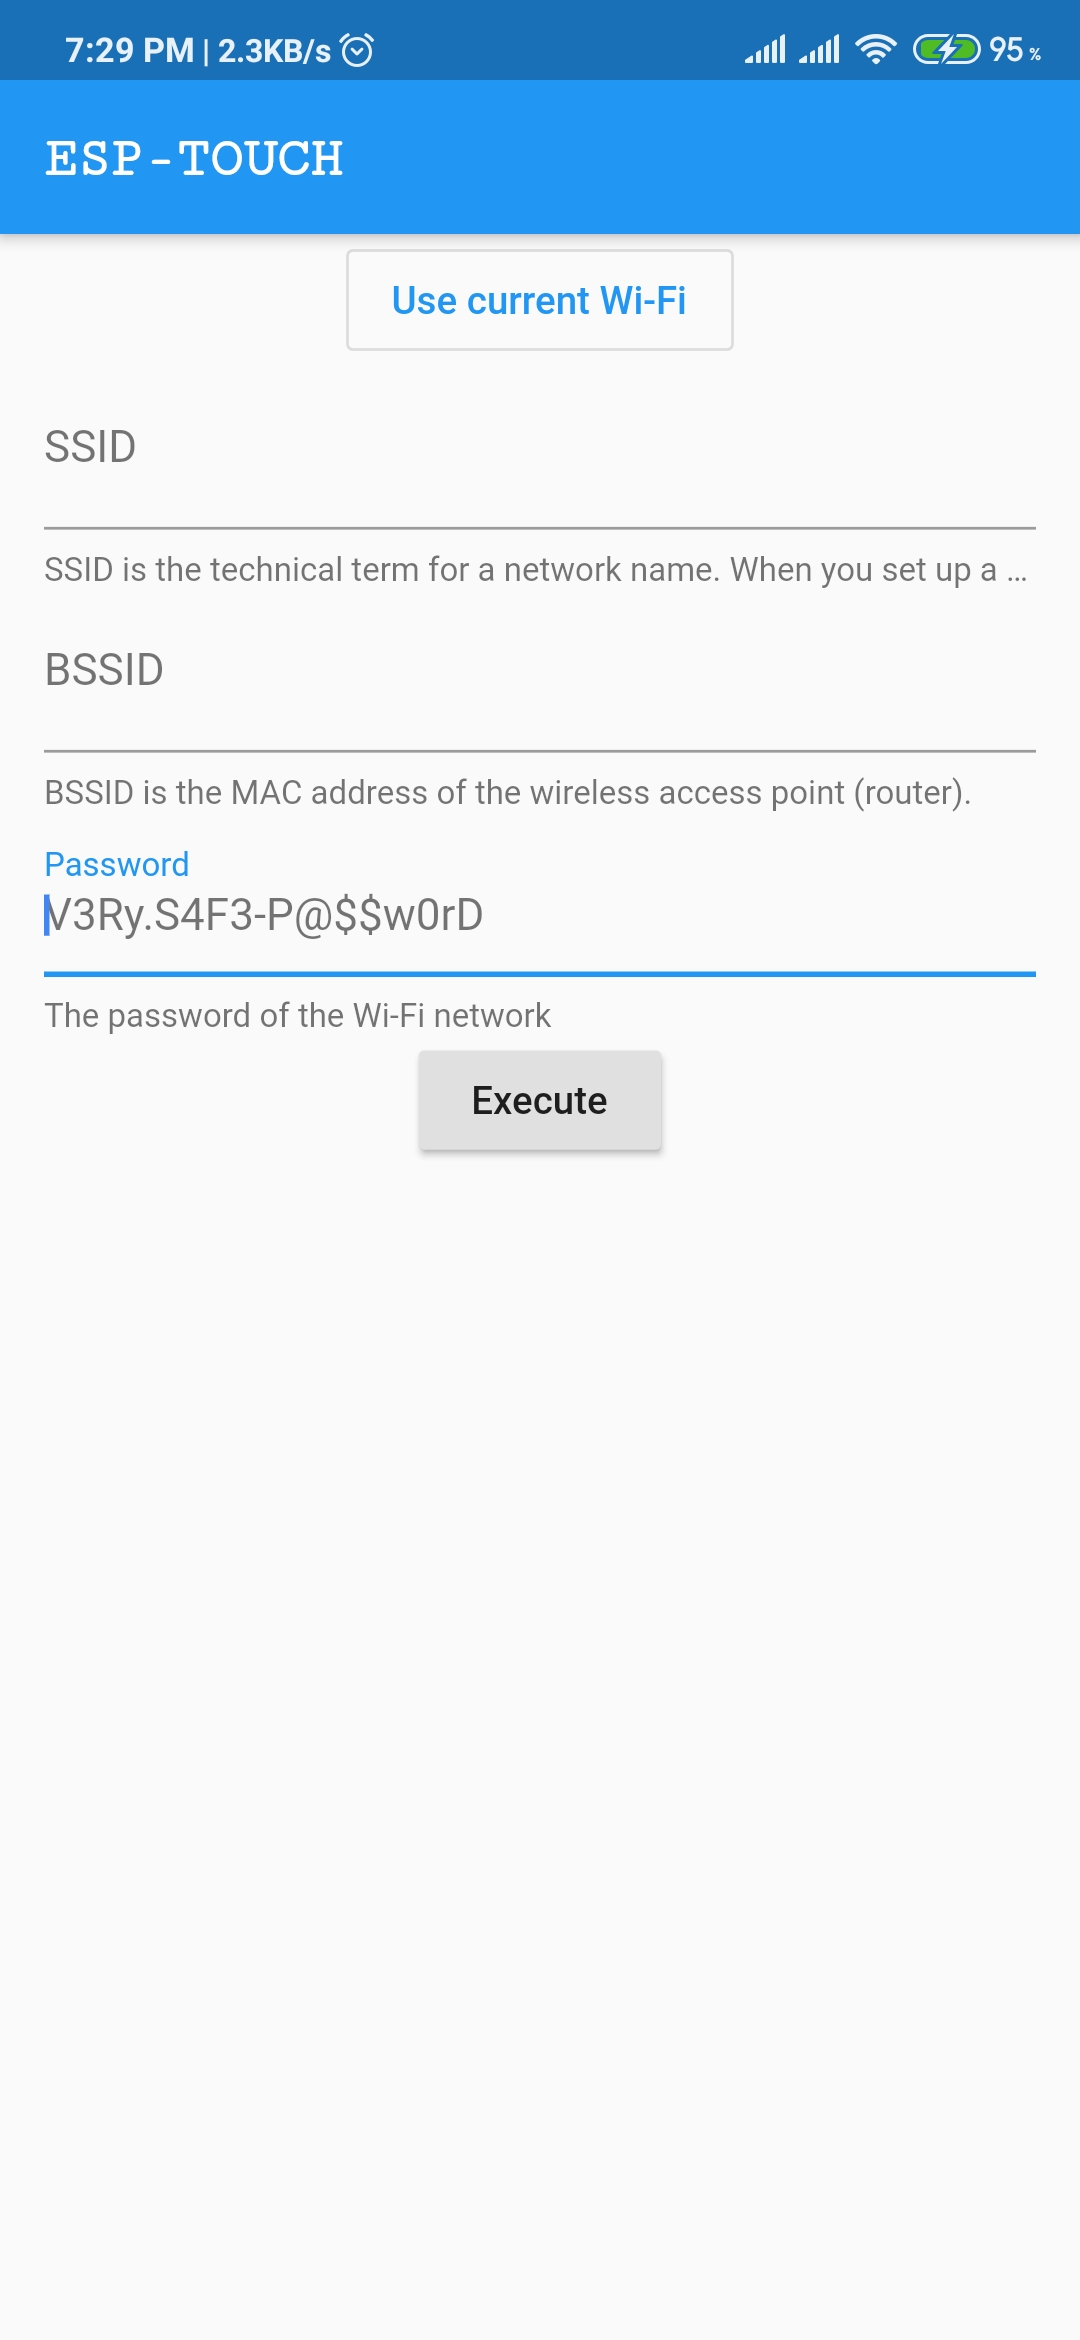 7:29 PM | 2.3KB/s 95 %
ESP-TOUCH
Use current Wi-Fi
SSID
SSID is the technical term for a network name. When you set up a ...
BSSID
BSSID is the MAC address of the wireless access point (router).
Password
V3Ry.S4F3-P@$$w0rD
The password of the Wi-Fi network
Execute